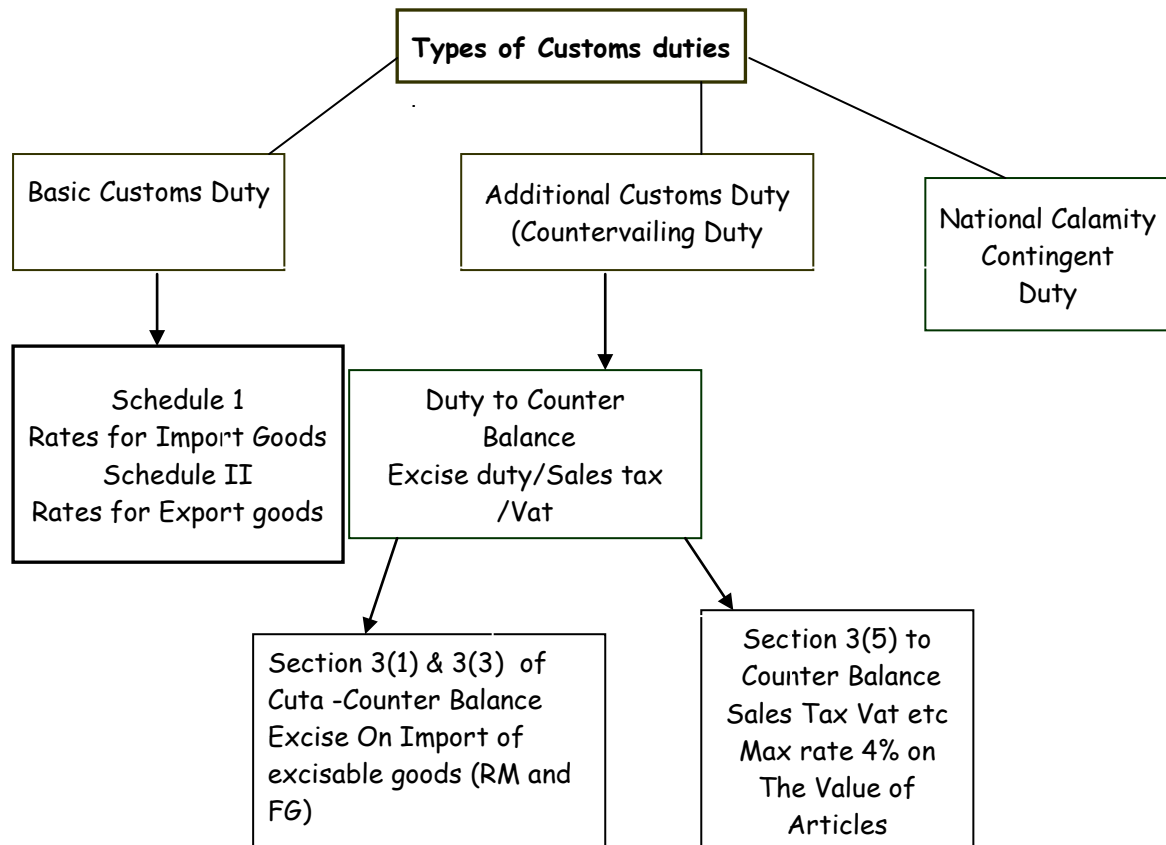 Types of Customs duties
Basic Customs Duty
Additional Customs Duty
(Countervailing Duty
National Calamity
Contingent
Duty
Schedule 1
Rates for Import Goods
Schedule II
Rates for Export goods
Duty to Counter
Balance
Excise duty/Sales tax
/Vat
Section 3(1) & 3(3) of
Cuta -Counter Balance
Excise On Import of
excisable goods (RM and
FG)
Section 3(5) to
Counter Balance
Sales Tax Vat etc
Max rate 4% on
The Value of
Articles